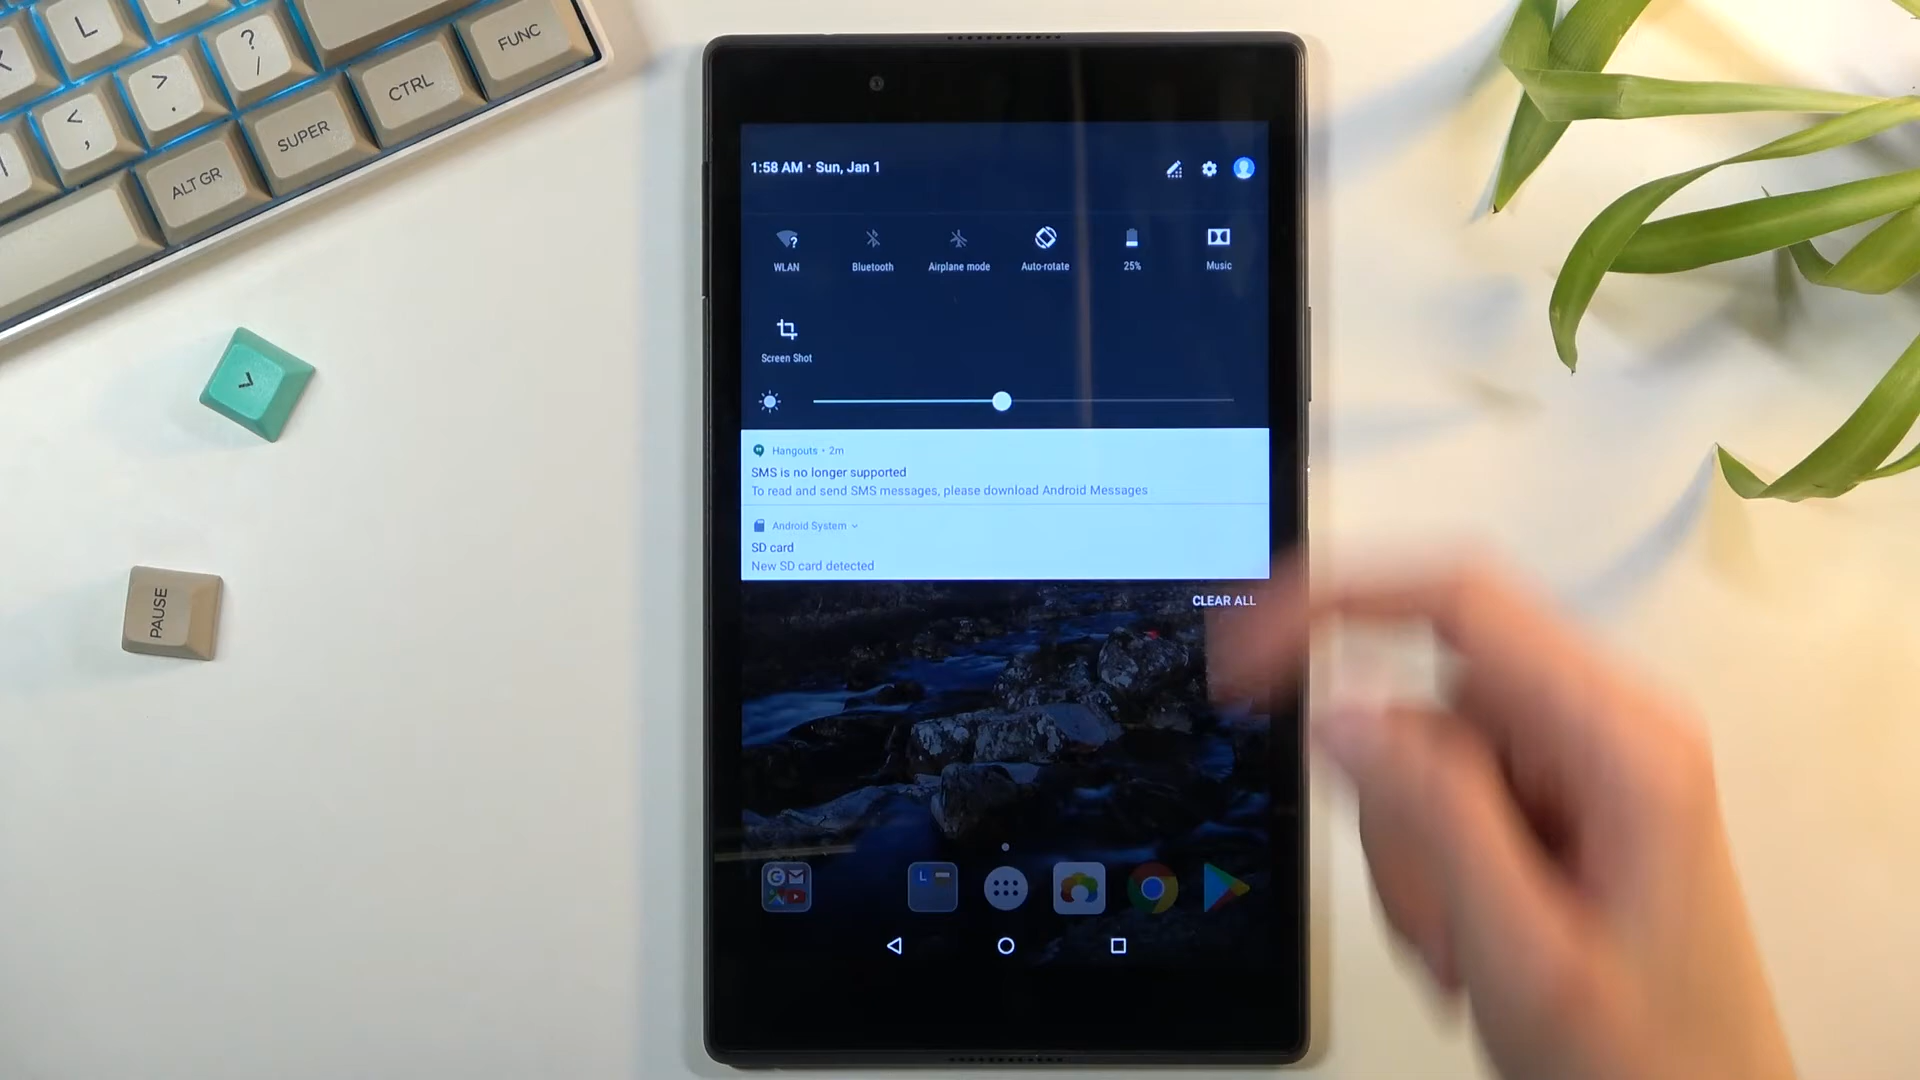 L
?
/
>
.
<
,
FUNC
CTRL
SUPER
ALT GR
PAUSE
1:58 AM • Sun, Jan 1
WLAN
Bluetooth
Airplane mode
Auto-rotate
25%
Music
Screen Shot
Hangouts • 2m
SMS is no longer supported
To read and send SMS messages, please download Android Messages
Android System
SD card
New SD card detected
CLEAR ALL
G
L